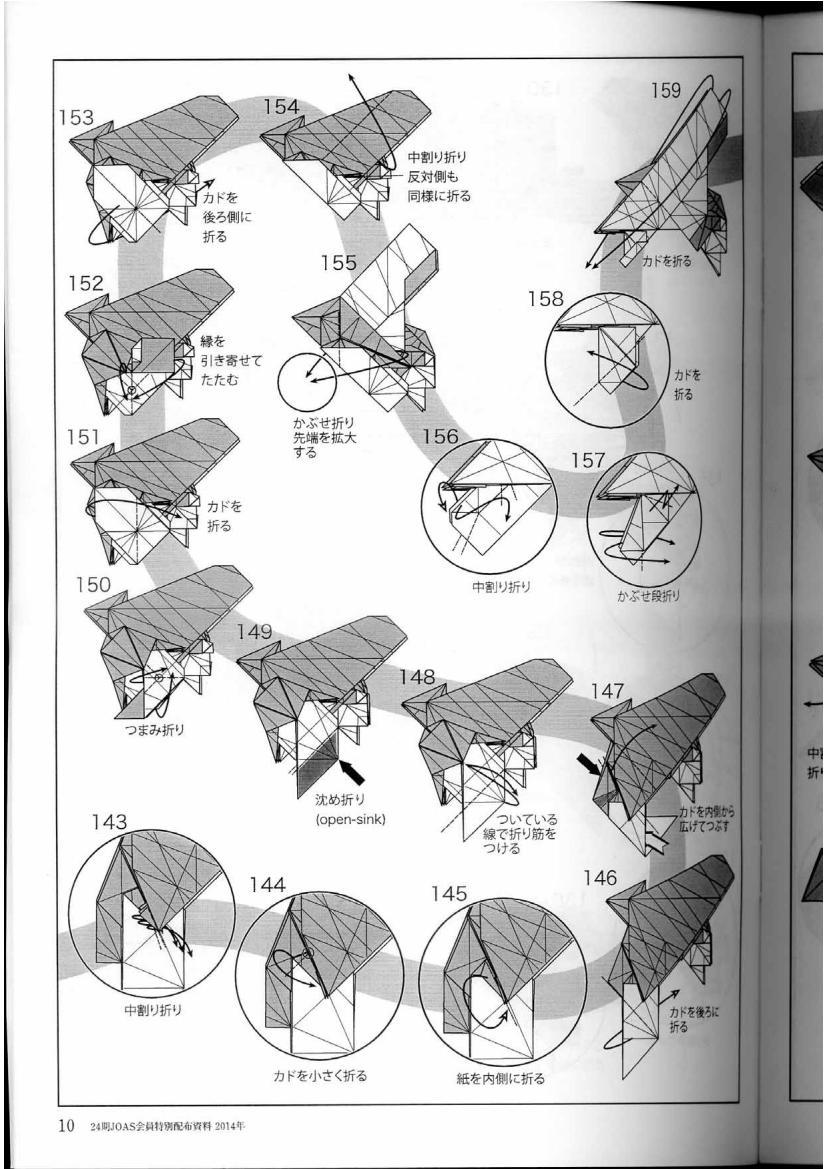 153
カドを
後ろ側に
折る
154
中割り折り
反対側も
同様に折る
159
カドを折る
152
縁を
引き寄せて
たたむ
155
かぶせ折り
先端を拡大
する
158
カドを
折る
151
カドを
折る
156
中割り折り
157
かぶせ段折り
150
つまみ折り
149
沈め折り
(open-sink)
148
ついている
線で折り筋を
つける
147
カドを内側から
広げてつぶす
143
中割り折り
144
カドを小さく折る
145
紙を内側に折る
146
カドを後ろに
折る
10 24期JOAS会員特別配布資料 2014年